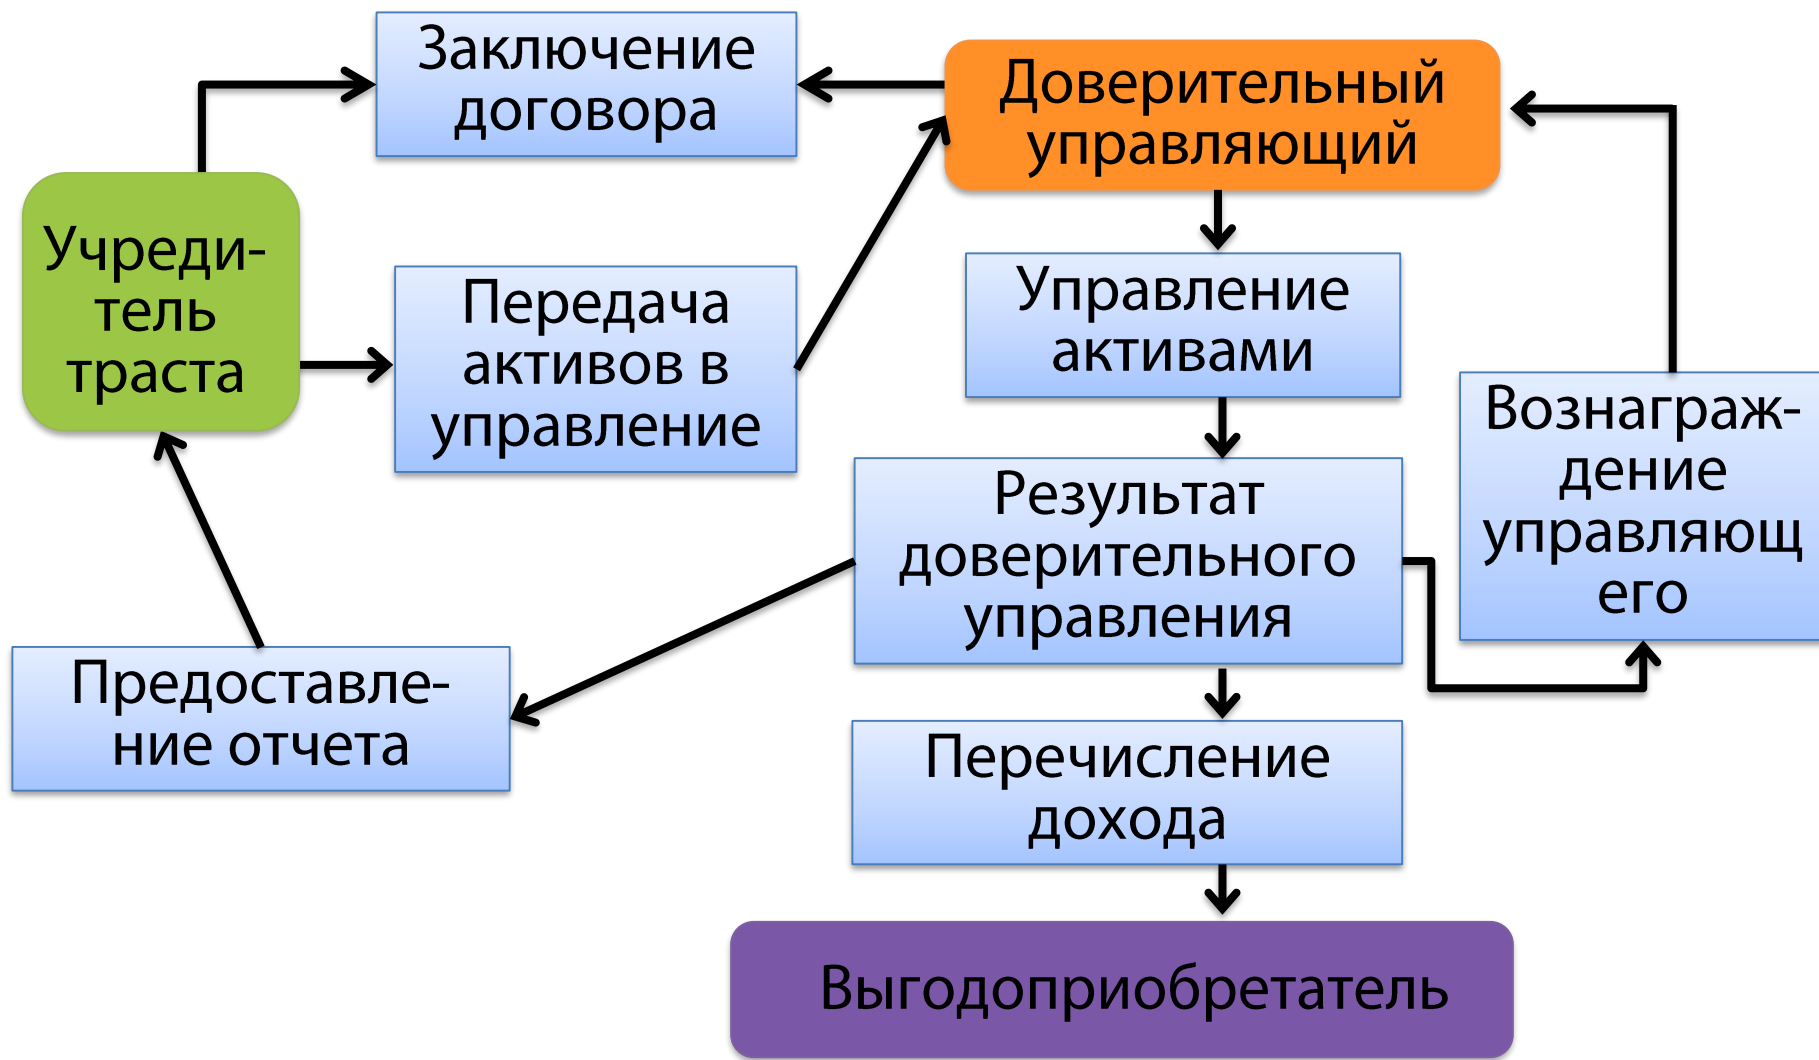 Заключение
договора
Доверительный
управляющий
Учреди-
тель
траста
Передача
активов в
управление
Управление
активами
Вознаграж-
дение
управляющ
его
Результат
доверительного
управления
Предоставле-
ние отчета
Перечисление
дохода
Выгодоприобретатель